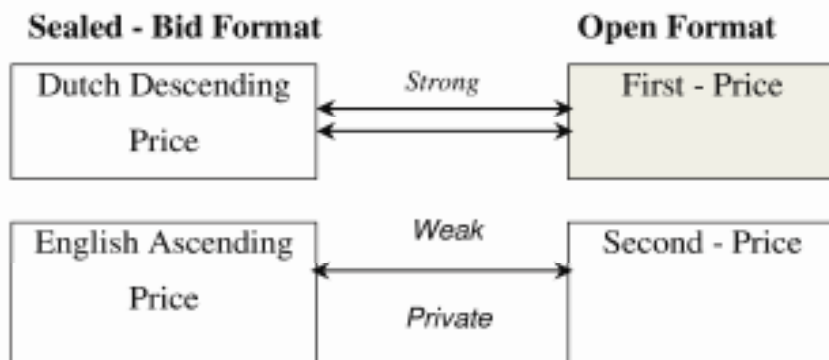 Sealed - Bid Format
Open Format
Dutch Descending
Price
Strong
First - Price
English Ascending
Price
Weak
Private
Second - Price